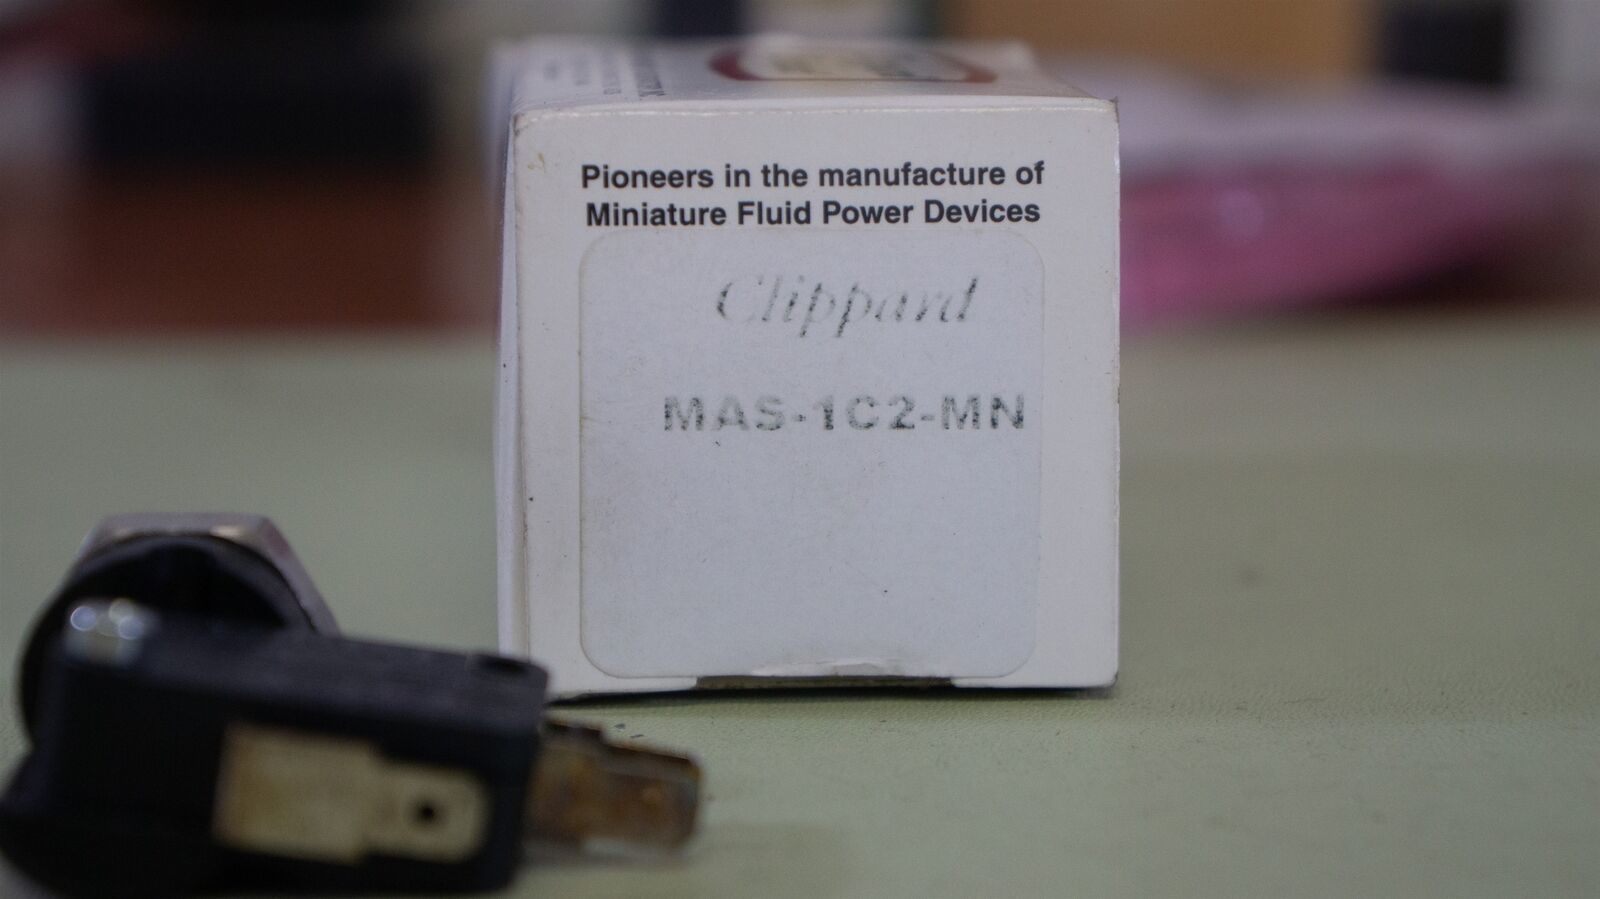 Pioneers in the manufacture of
Miniature Fluid Power Devices
Clippard
MAS-1C2-MN